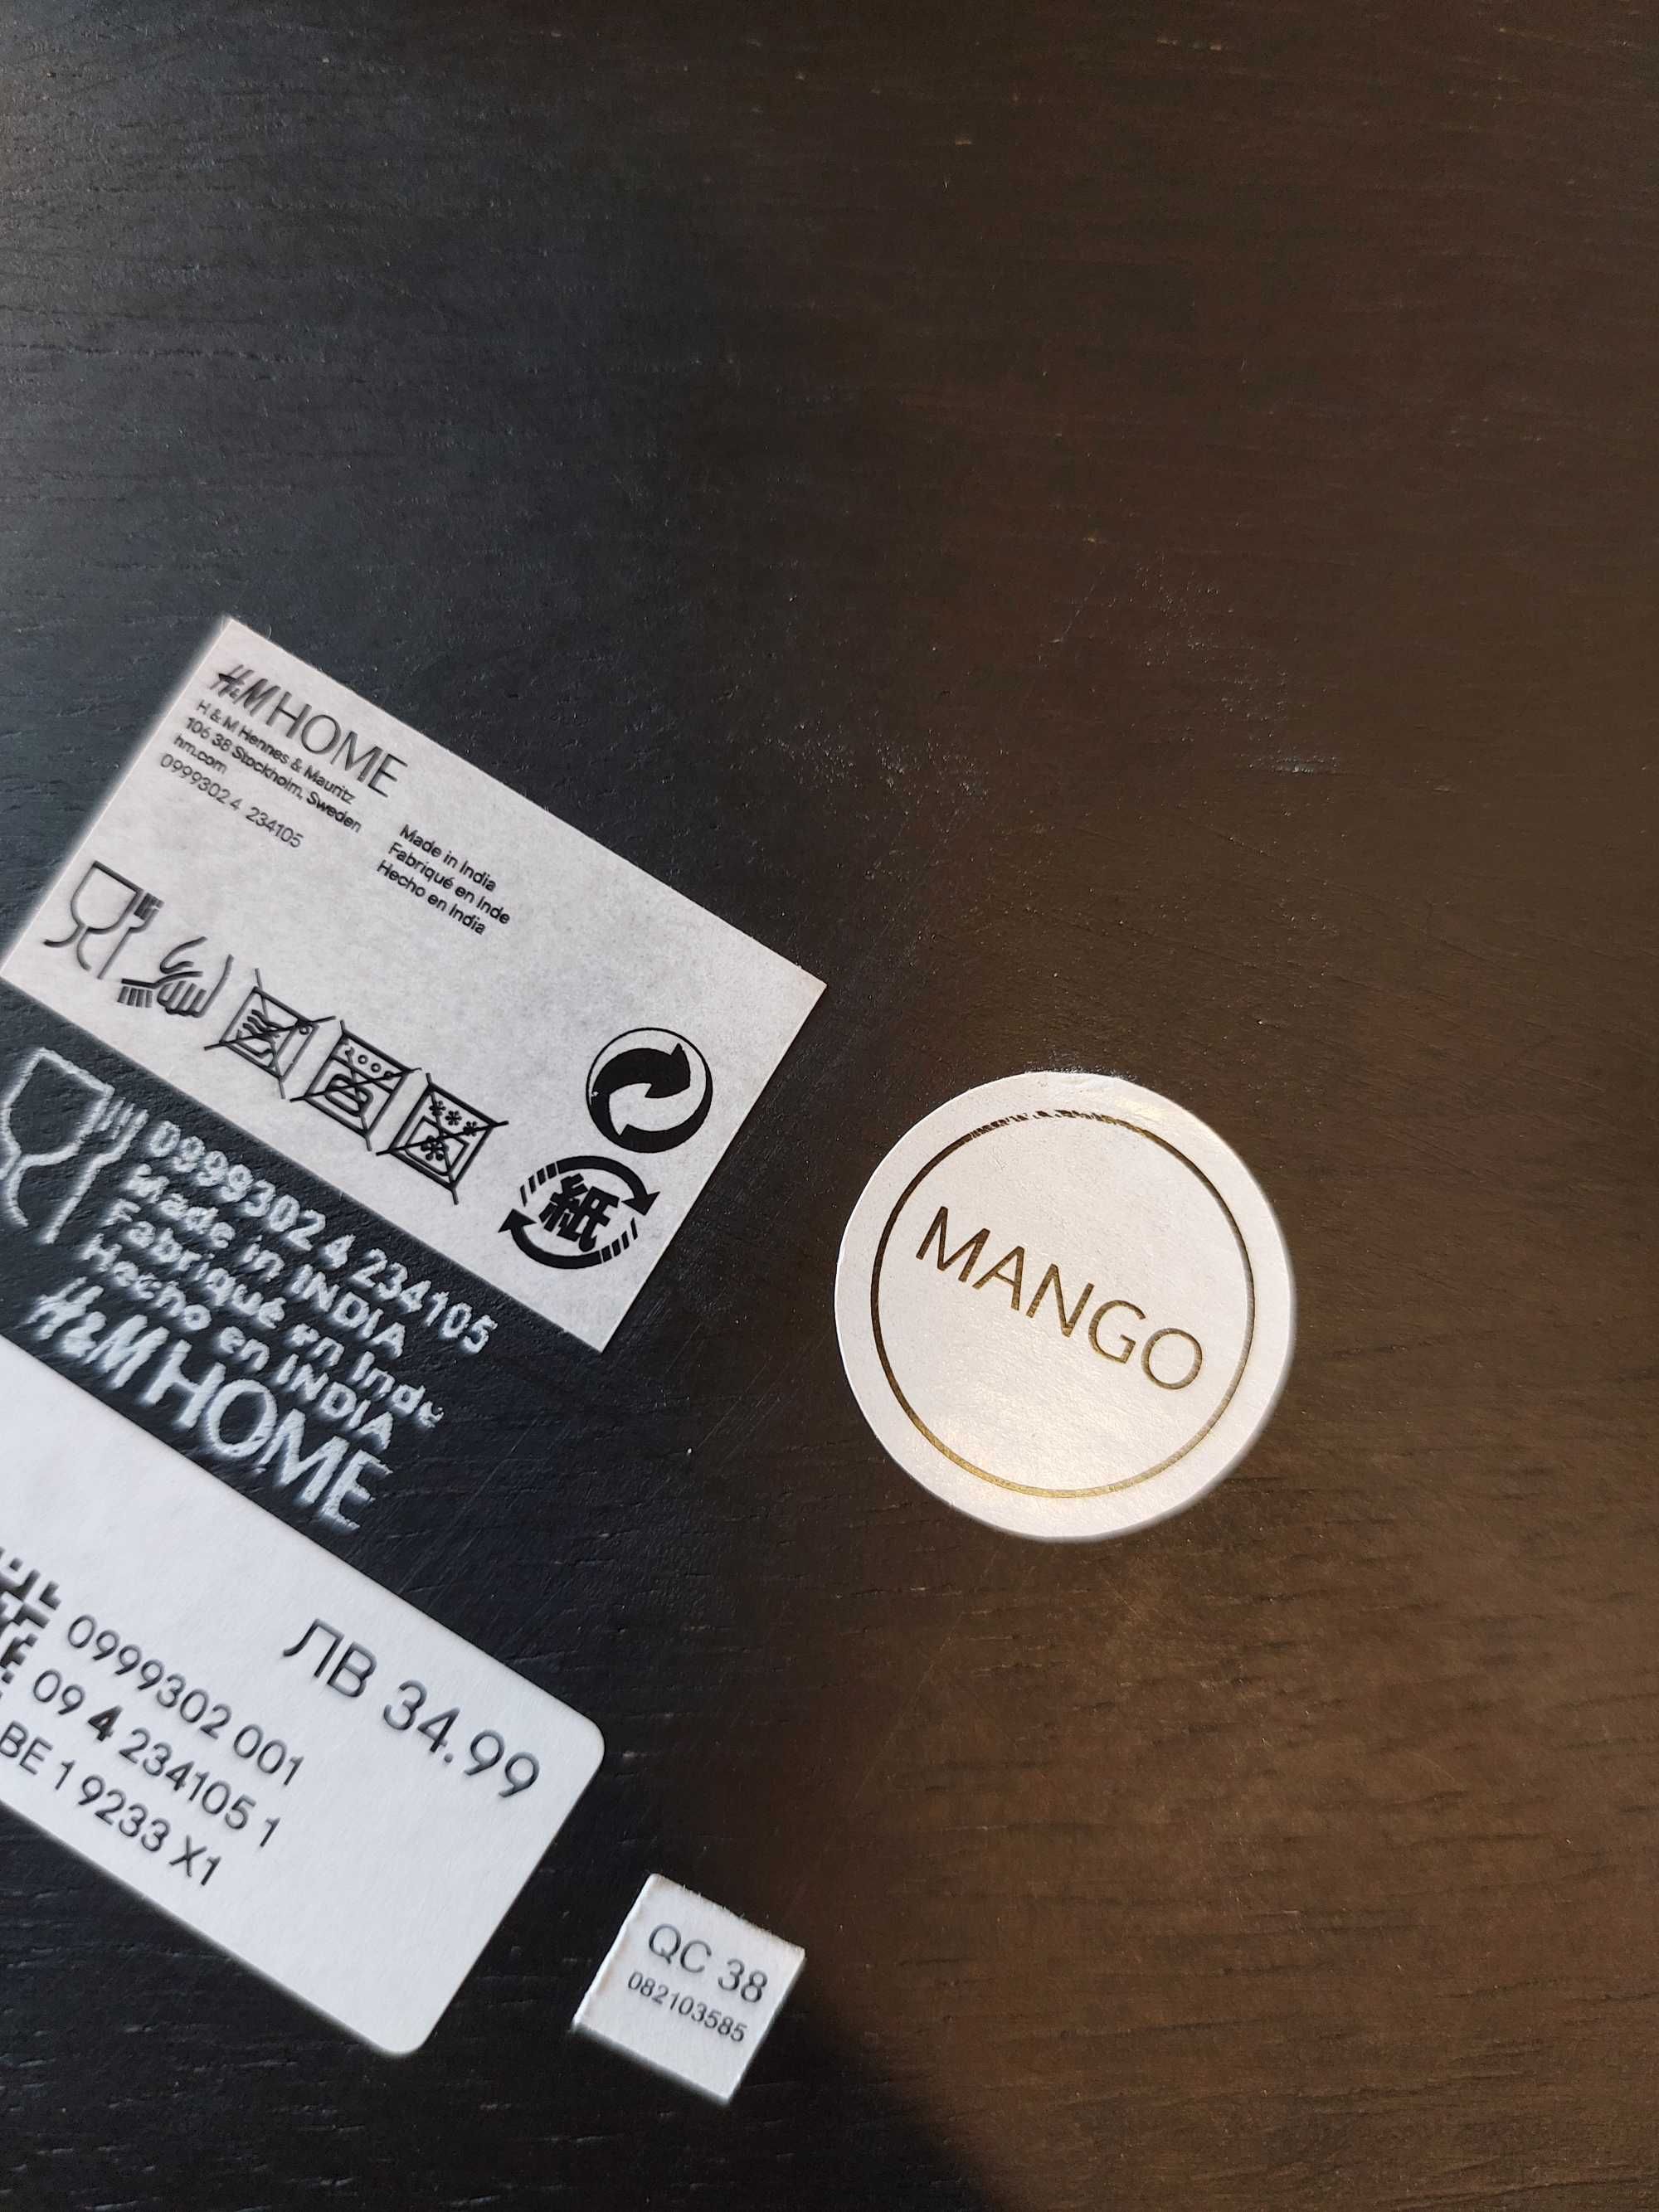 H&M HOME
H & M Hennes & Mauritz
106 38 Stockholm, Sweden
hm.com
0999302 4 234105
Made in India
Fabriqué en Inde
Hecho en India
紙
0999302 4 234105
Made in INDIA
Fabriqué en Inde
Hecho en INDIA
H&M HOME
MANGO
ЛВ 34.99
0999302 001
09 4 234105 1
BE 1 9233 X1
QC 38
082103585